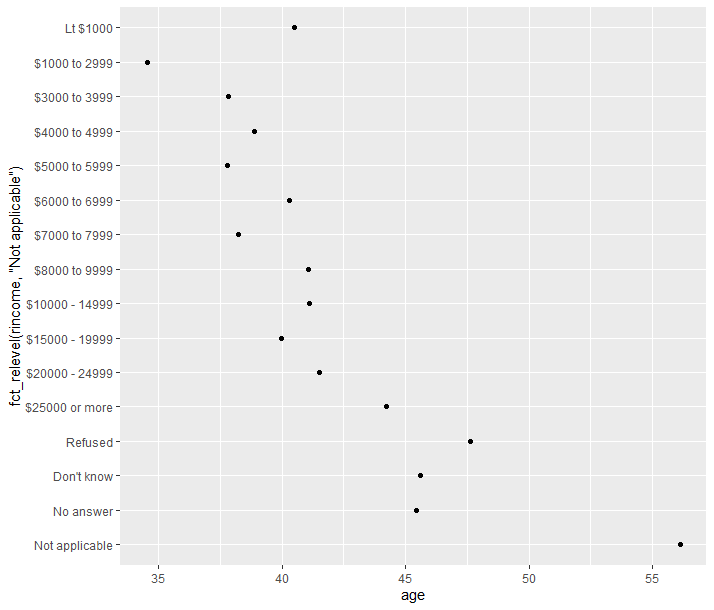 Lt $1000
$1000 to 2999
$3000 to 3999
$4000 to 4999
$5000 to 5999
$6000 to 6999
$7000 to 7999
$8000 to 9999
$10000 - 14999
$15000 - 19999
$20000 - 24999
$25000 or more
Refused
Don't know
No answer
Not applicable
fct_relevel(rincome, "Not applicable")
35 40 45 50 55
age